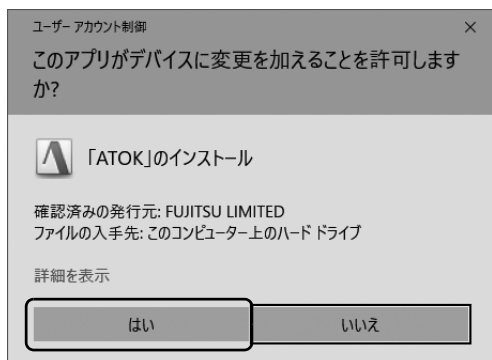 ユーザー アカウント制御
このアプリがデバイスに変更を加えることを許可します
か?
「ATOK」のインストール
確認済みの発行元: FUJITSU LIMITED
ファイルの入手先: このコンピューター上のハード ドライブ
詳細を表示
はい
いいえ